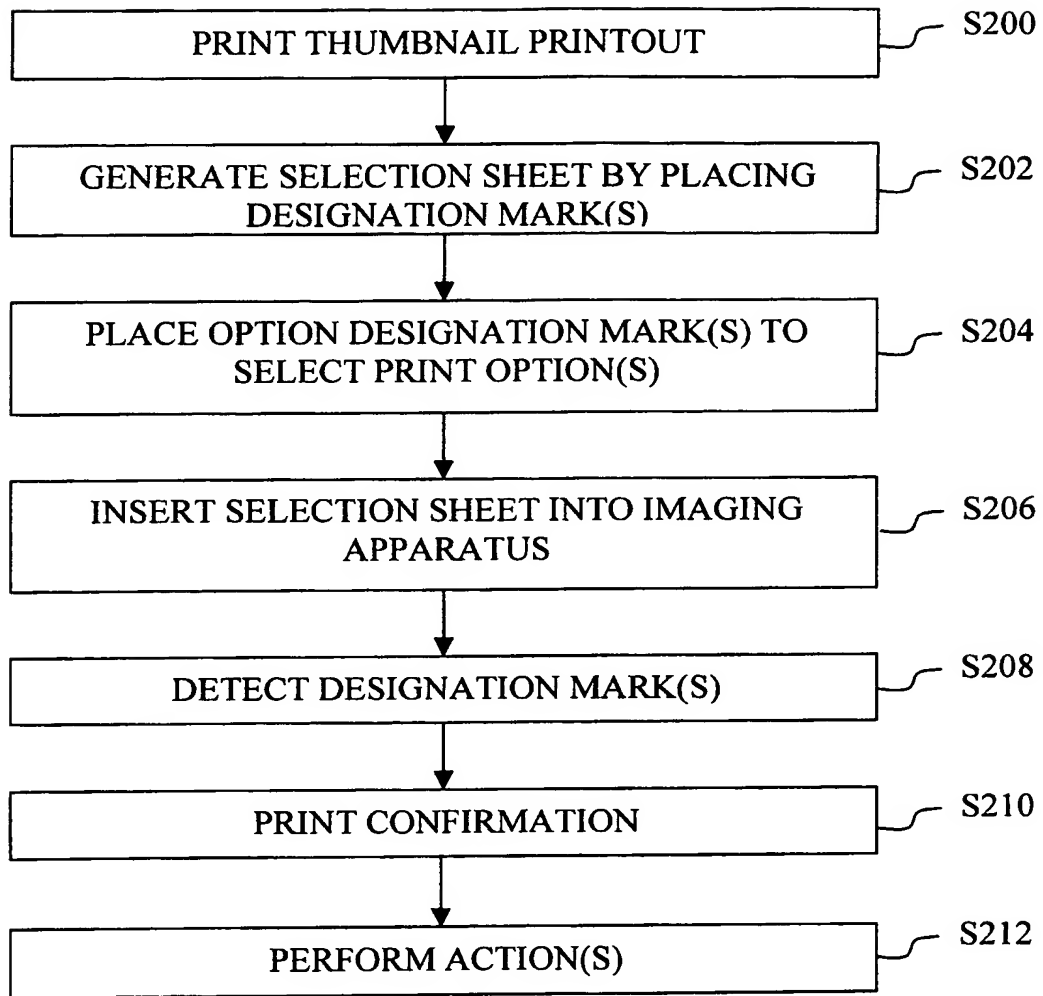 PRINT THUMBNAIL PRINTOUT
S200
GENERATE SELECTION SHEET BY PLACING
DESIGNATION MARK(S)
S202
PLACE OPTION DESIGNATION MARK(S) TO
SELECT PRINT OPTION(S)
S204
INSERT SELECTION SHEET INTO IMAGING
APPARATUS
S206
DETECT DESIGNATION MARK(S)
S208
PRINT CONFIRMATION
S210
PERFORM ACTION(S)
S212